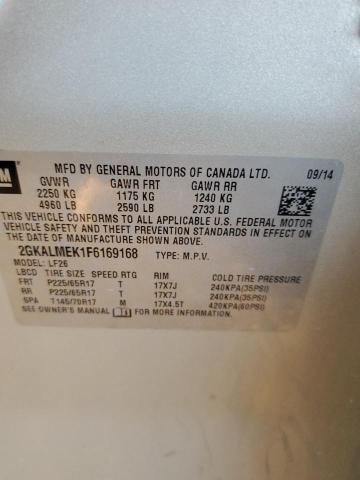 GM
MFD BY GENERAL MOTORS OF CANADA LTD. 09/14
GVWR GAWR FRT GAWR RR
2250 KG 1175 KG 1240 KG
4960 LB 2590 LB 2733 LB
THIS VEHICLE CONFORMS TO ALL APPLICABLE U.S. FEDERAL MOTOR
VEHICLE SAFETY AND THEFT PREVENTION STANDARDS IN EFFECT ON
THE DATE OF MANUFACTURE SHOWN ABOVE.
2GKALMEK1F6169168 TYPE: M.P.V.
MODEL: LF26
LBCD TIRE SIZE SPEED RTG RIM COLD TIRE PRESSURE
FRT P225/65R17 T 17X7J 240KPA(35PSI)
RR P225/65R17 T 17X7J 240KPA(35PSI)
SPA T145/70R17 M 17X4.5T 420KPA(60PSI)
SEE OWNER'S MANUAL FOR MORE INFORMATION.